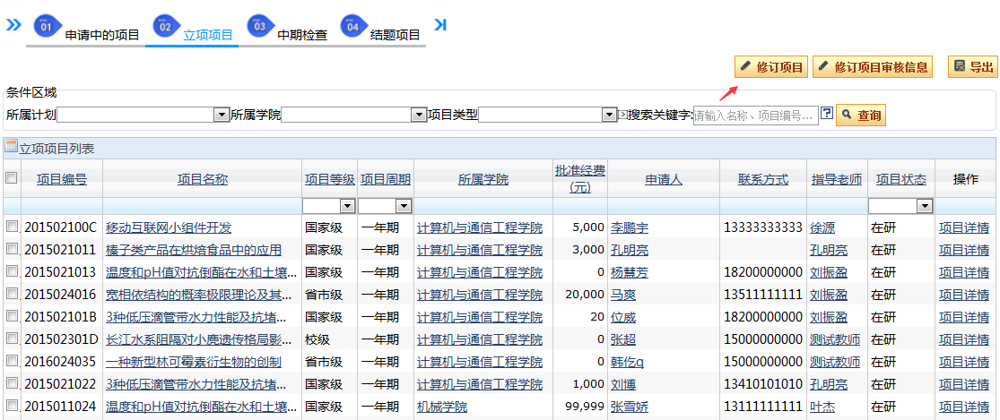 01 申请中的项目 02 立项项目 03 中期检查 04 结题项目
修订项目 修订项目审核信息 导出
条件区域
所属计划 所属学院 项目类型 搜索关键字: 请输入名称、项目编号... ? 查询
立项项目列表
项目编号 项目名称 项目等级 项目周期 所属学院 批准经费(元) 申请人 联系方式 指导老师 项目状态 操作
201502100C 移动互联网小组件开发 国家级 一年期 计算机与通信工程学院 5,000 李鹏宇 13333333333 徐源 在研 项目详情
2015021011 榛子类产品在烘焙食品中的应用 国家级 一年期 计算机与通信工程学院 3,000 孔明亮 孔明亮 在研 项目详情
2015021013 温度和pH值对抗倒酯在水和土壤... 国家级 一年期 计算机与通信工程学院 0 杨慧芳 18200000000 刘振盈 在研 项目详情
2015024016 宽相依结构的概率极限理论及其... 省市级 一年期 计算机与通信工程学院 20,000 马爽 13511111111 刘振盈 在研 项目详情
201502101B 3种低压滴管带水力性能及抗堵... 国家级 一年期 计算机与通信工程学院 20 位威 18200000000 刘振盈 在研 项目详情
201502301D 长江水系阻隔对小麂遗传格局影... 校级 一年期 计算机与通信工程学院 0 张超 15000000000 测试教师 在研 项目详情
2016024035 一种新型林可霉素衍生物的创制 省市级 一年期 计算机与通信工程学院 0 韩仡q 15000000000 测试教师 在研 项目详情
2015021022 3种低压滴管带水力性能及抗堵... 国家级 一年期 计算机与通信工程学院 1,000 刘博 13410101010 孔明亮 在研 项目详情
2015011024 温度和pH值对抗倒酯在水和土壤... 国家级 一年期 机械学院 99,999 张雪娇 13111111111 叶杰 在研 项目详情